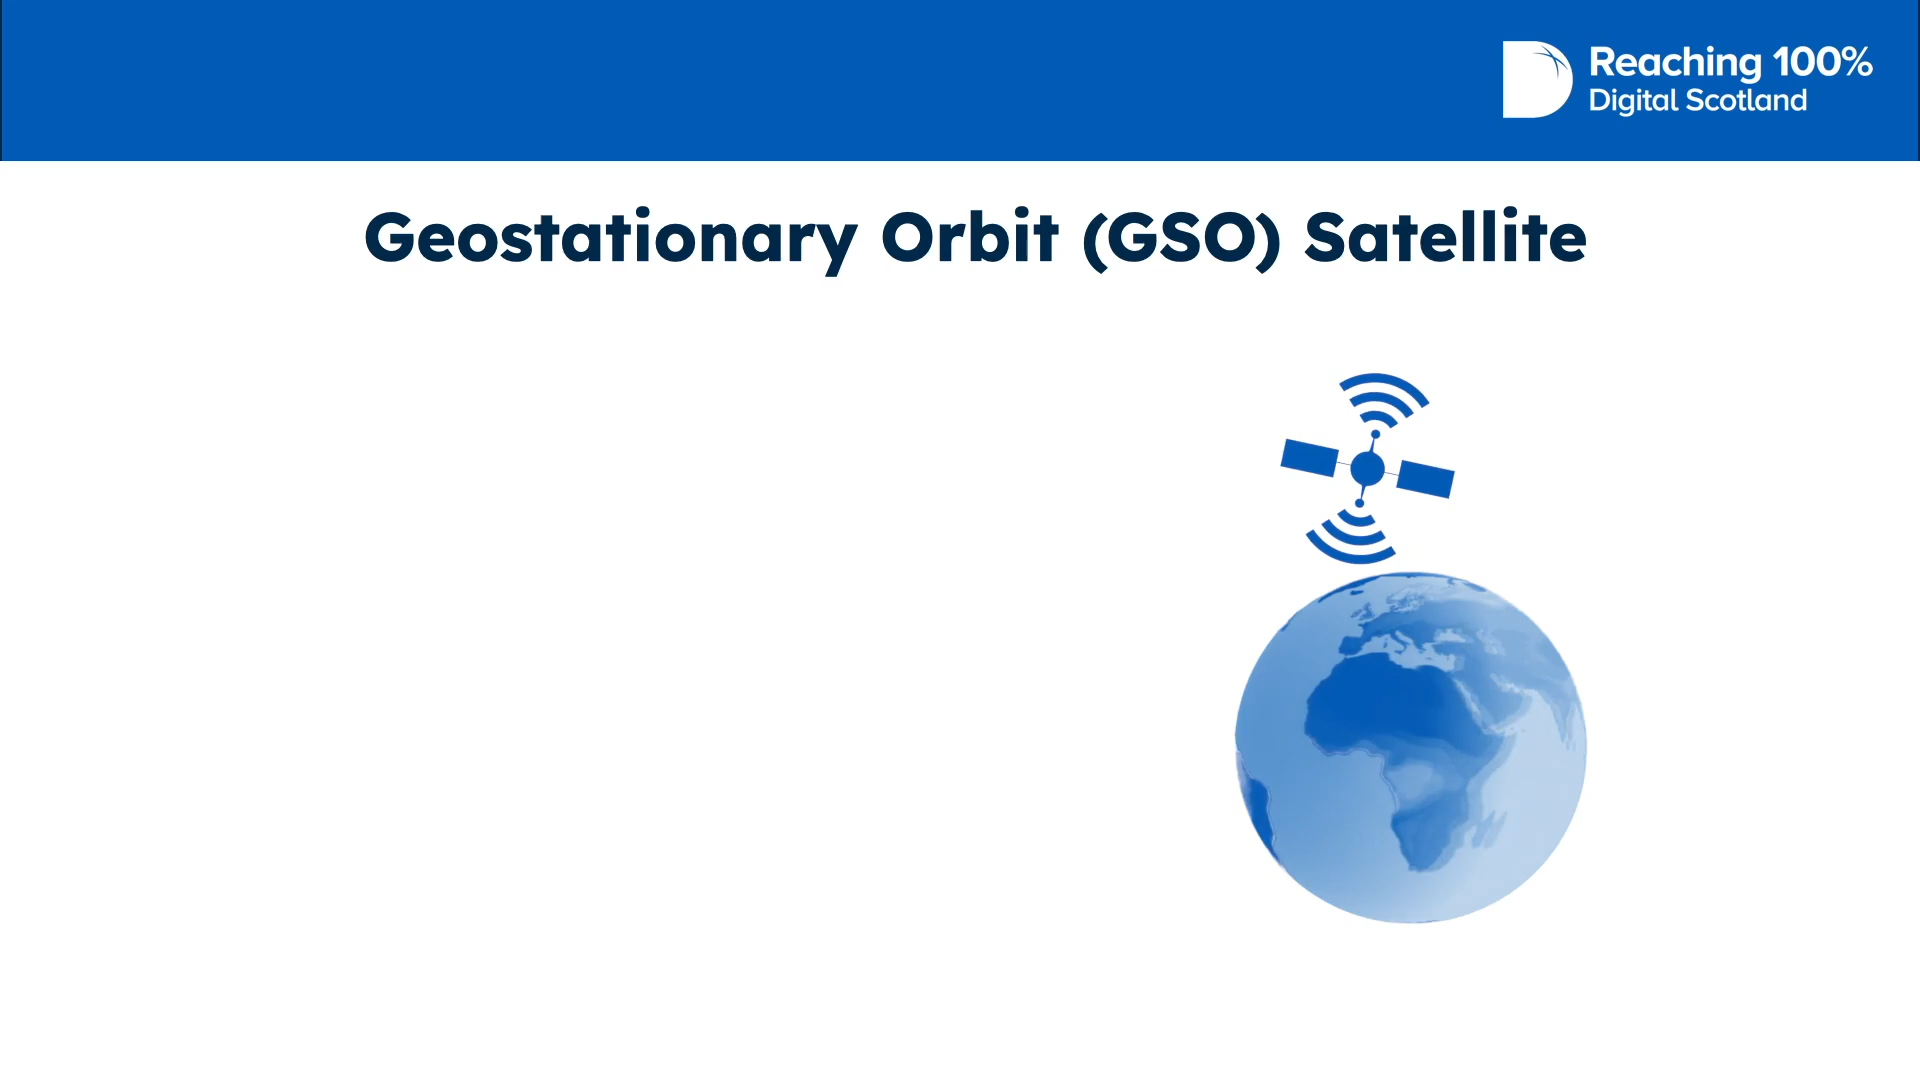 Reaching 100%
Digital Scotland
Geostationary Orbit (GSO) Satellite